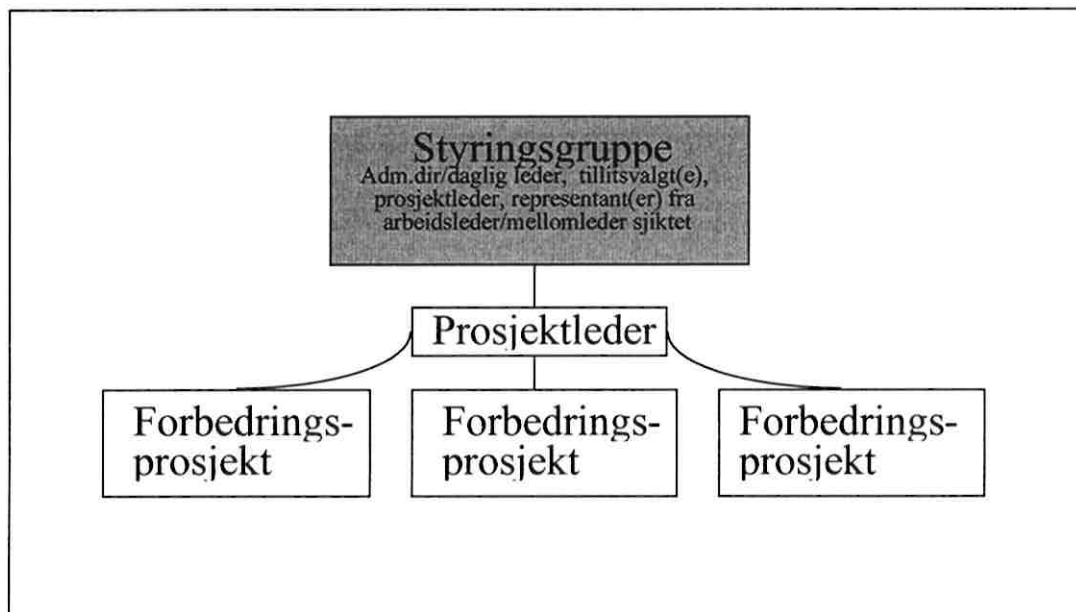 Styringsgruppe
Adm.dir/daglig leder, tillitsvalgt(e),
prosjektleder, representant(er) fra
arbeidsleder/mellomleder sjiktet
Prosjektleder
Forbedrings-
prosjekt
Forbedrings-
prosjekt
Forbedrings-
prosjekt